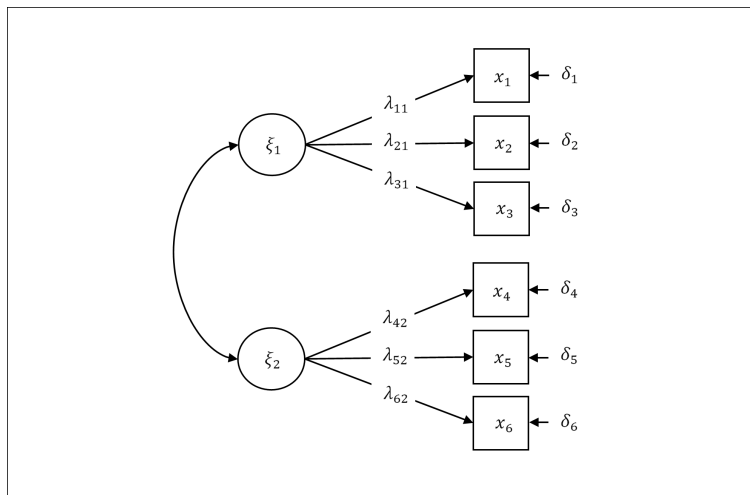 x₁
δ₁
λ₁₁
ξ₁
λ₂₁
x₂
δ₂
λ₃₁
x₃
δ₃
x₄
δ₄
λ₄₂
ξ₂
λ₅₂
x₅
δ₅
λ₆₂
x₆
δ₆